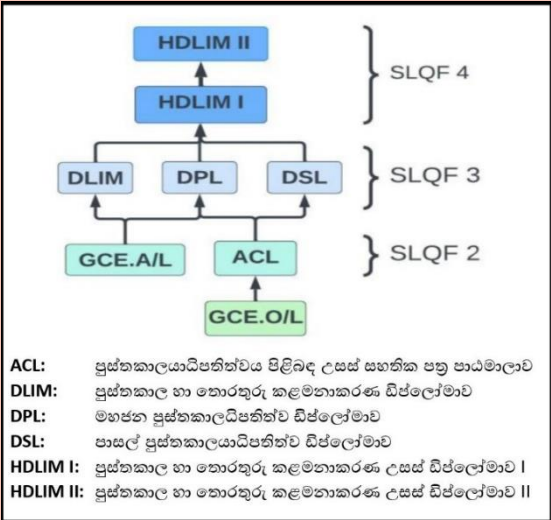 HDLIM II
SLQF 4
HDLIM I
DLIM DPL DSL SLQF 3
GCE.A/L ACL SLQF 2
GCE.O/L
ACL: පුස්තකාලයාධිපතිත්වය පිළිබඳ උසස් සහතික පත්‍ර පාඨමාලාව
DLIM: පුස්තකාල හා තොරතුරු කළමනාකරණ ඩිප්ලෝමාව
DPL: මහජන පුස්තකාලයධිපතිත්ව ඩිප්ලෝමාව
DSL: පාසල් පුස්තකාලයාධිපතිත්ව ඩිප්ලෝමාව
HDLIM I: පුස්තකාල හා තොරතුරු කළමනාකරණ උසස් ඩිප්ලෝමාව I
HDLIM II: පුස්තකාල හා තොරතුරු කළමනාකරණ උසස් ඩිප්ලෝමාව II